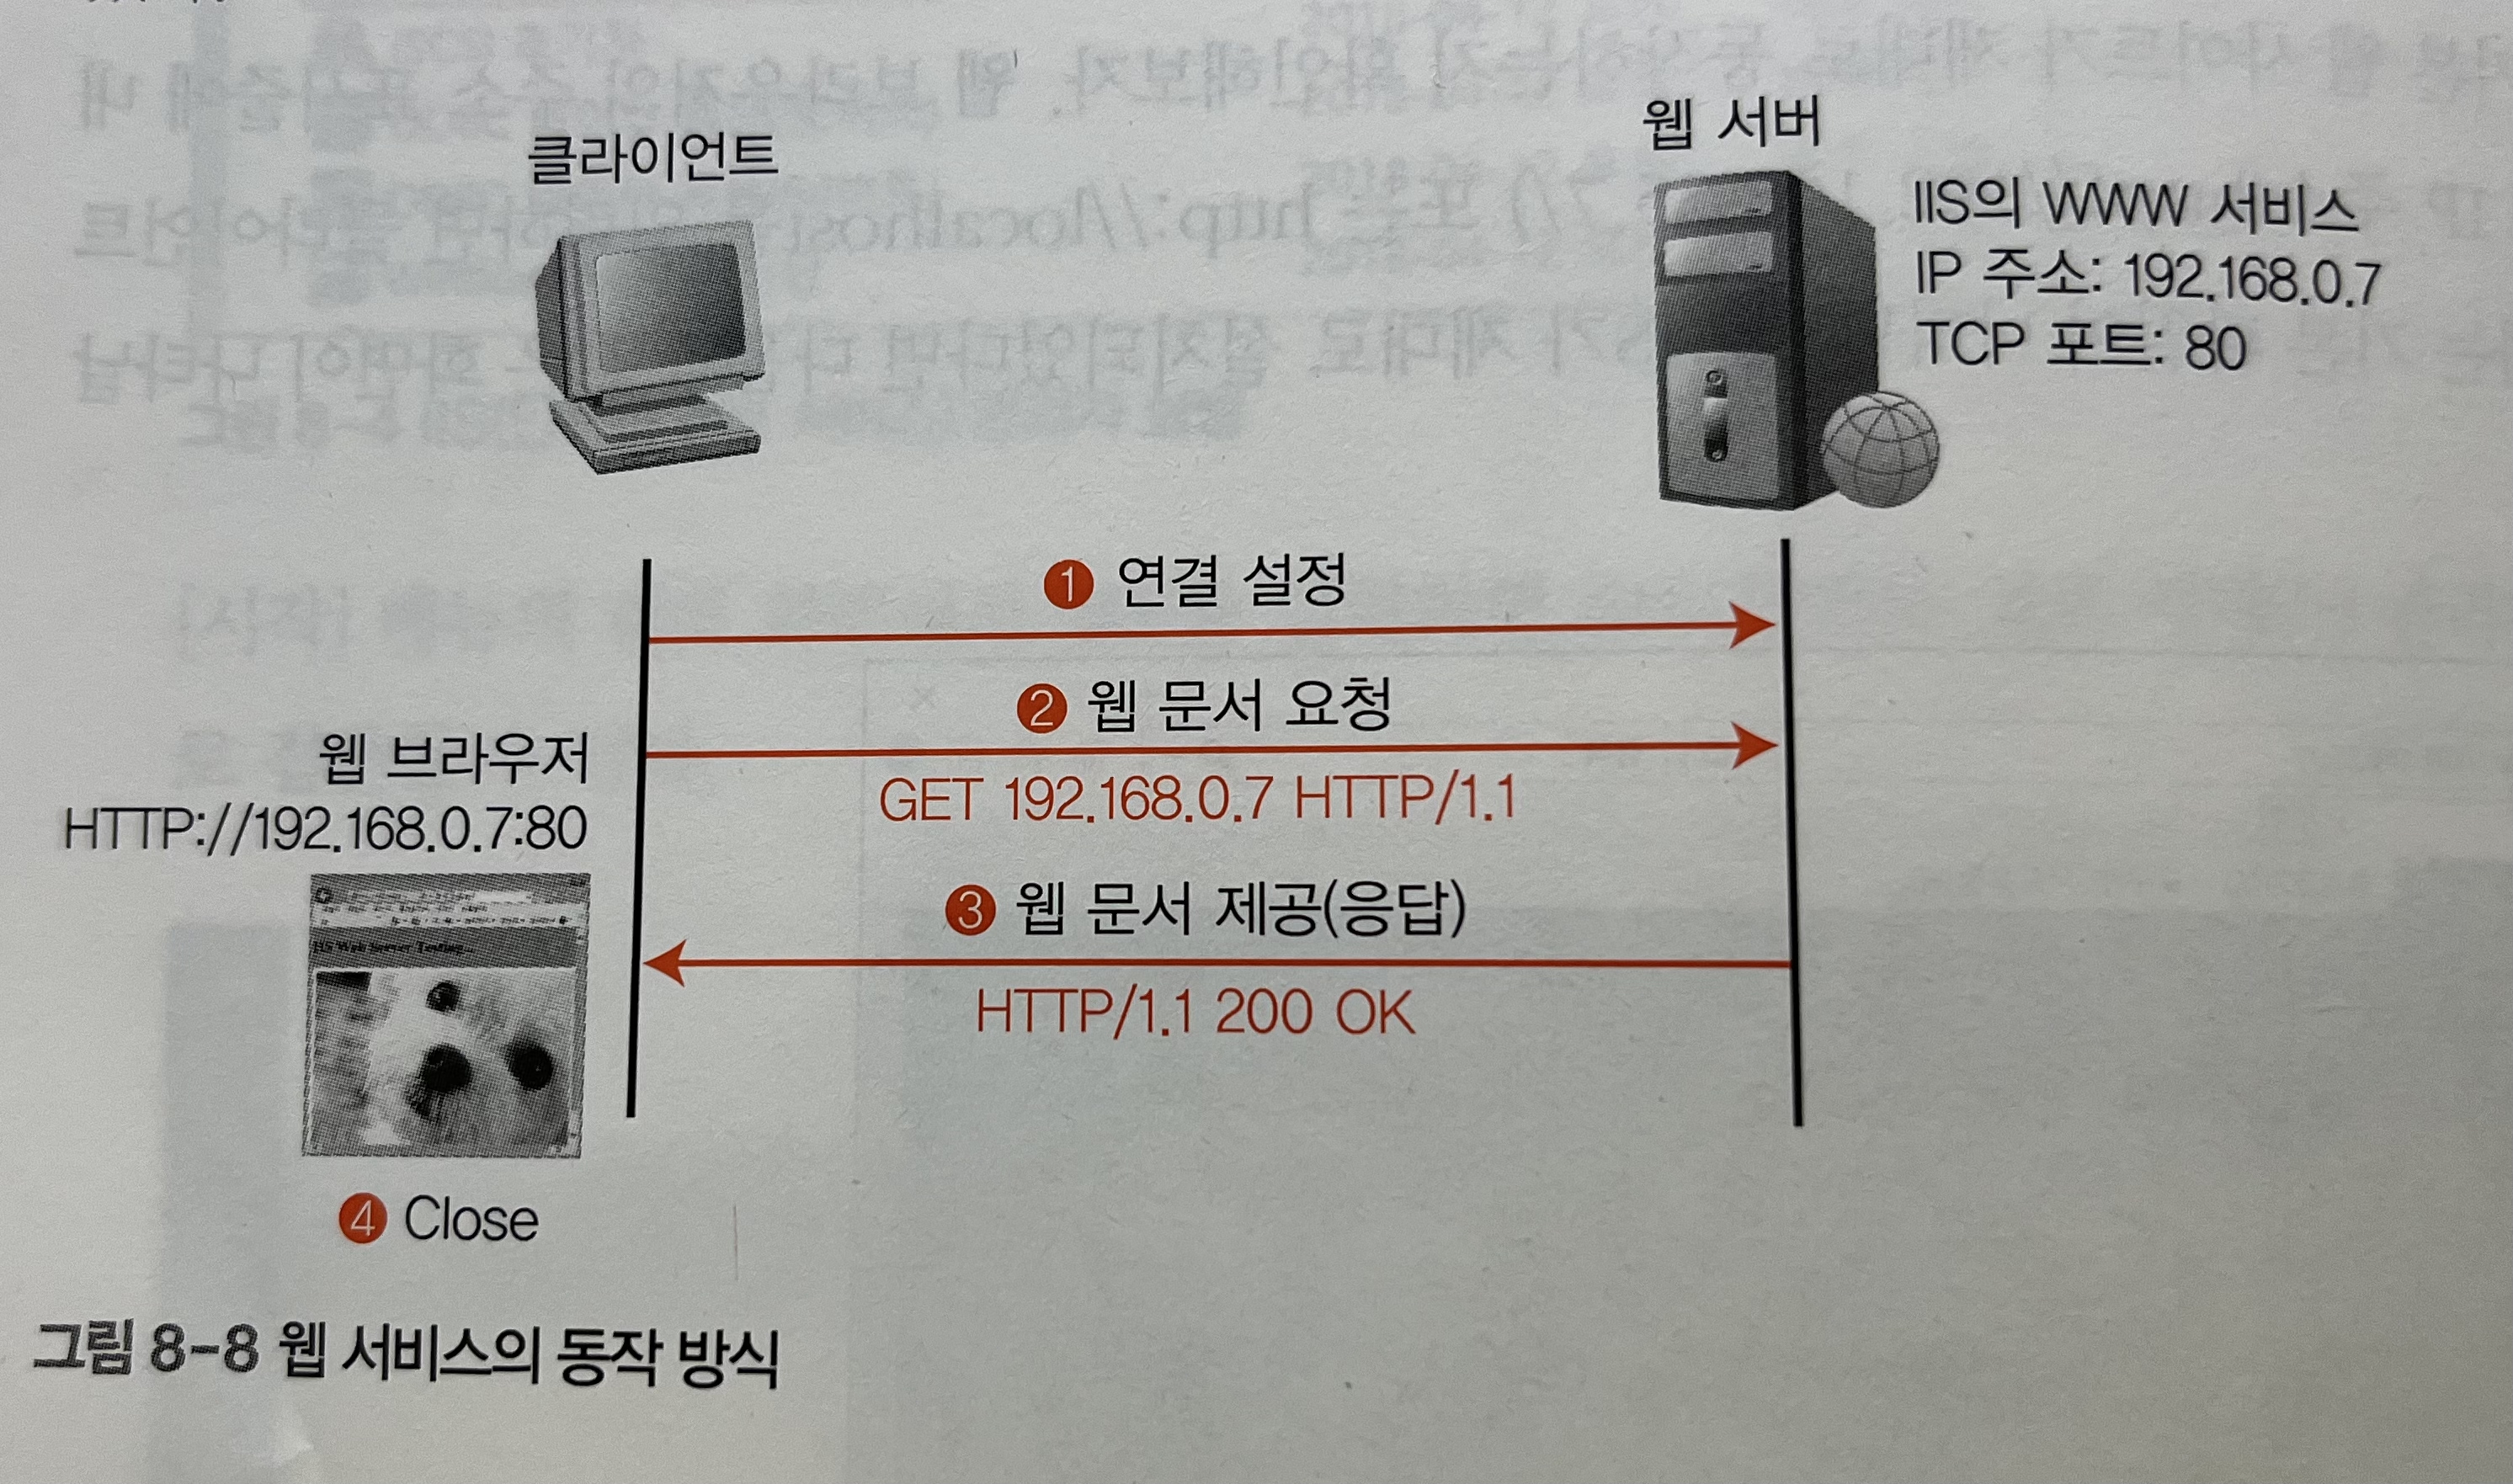 클라이언트
웹 서버
IIS의 WWW 서비스
IP 주소: 192.168.0.7
TCP 포트: 80
❶ 연결 설정
❷ 웹 문서 요청
GET 192.168.0.7 HTTP/1.1
웹 브라우저
HTTP://192.168.0.7:80
❸ 웹 문서 제공(응답)
HTTP/1.1 200 OK
IIS Web Server Testing...
❹ Close
그림 8-8 웹 서비스의 동작 방식